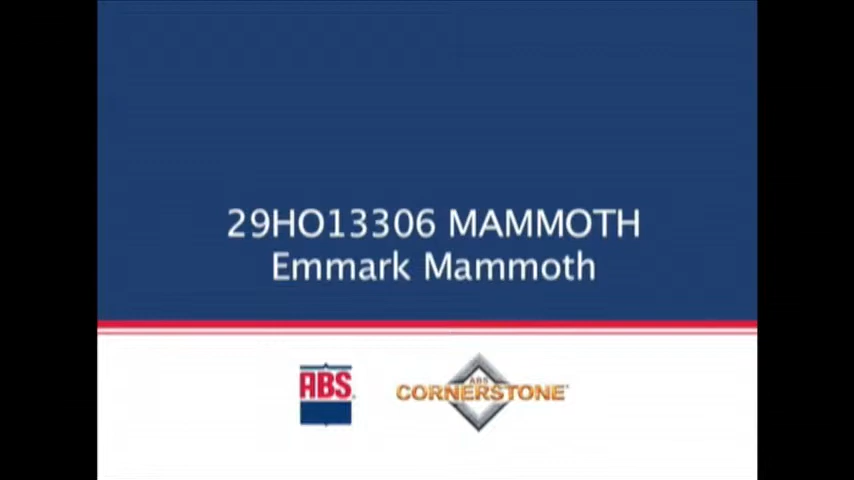 29HO13306 MAMMOTH
Emmark Mammoth
ABS
ABS
CORNERSTONE